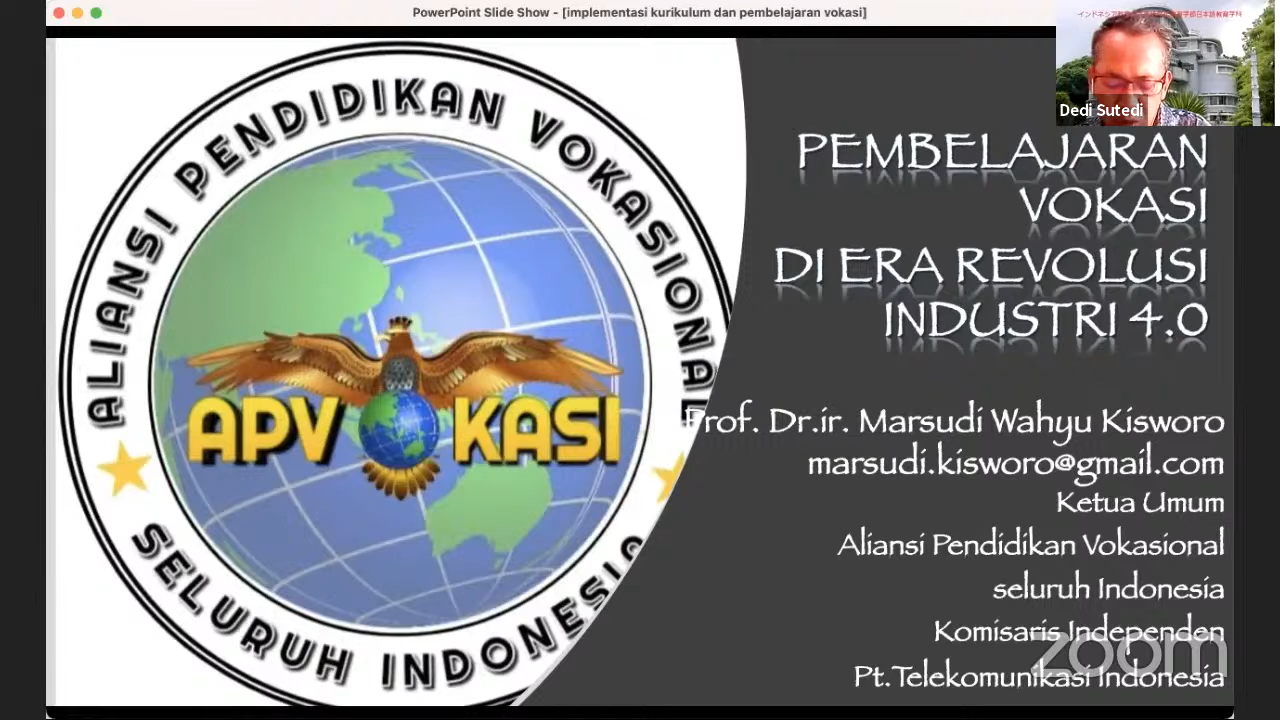 PowerPoint Slide Show - [implementasi kurikulum dan pembelajaran vokasi]
Dedi Sutedi
ALIANSI PENDIDIKAN VOKASIONAL
SELURUH INDONESIA
APV KASI
PEMBELAJARAN
VOKASI
DI ERA REVOLUSI
INDUSTRI 4.0
Prof. Dr.ir. Marsudi Wahyu Kisworo
marsudi.kisworo@gmail.com
Ketua Umum
Aliansi Pendidikan Vokasional
seluruh Indonesia
Komisaris Independen
Pt.Telekomunikasi Indonesia
zoom